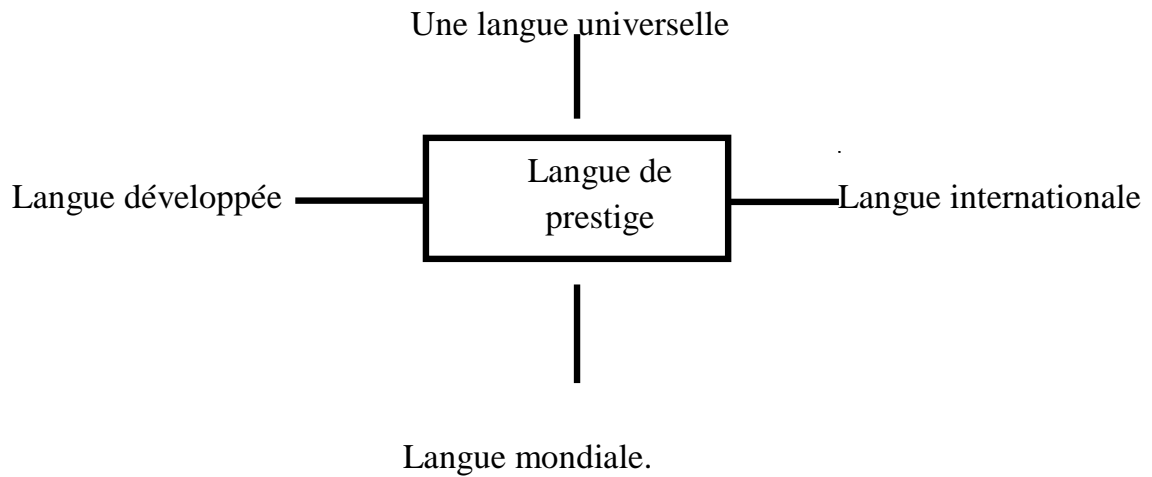 Une langue universelle
Langue de
prestige
Langue développée
Langue internationale
Langue mondiale.